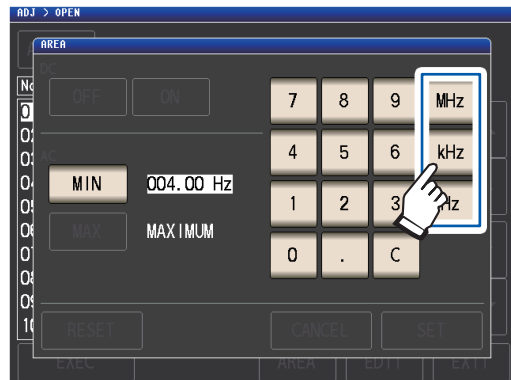 ADJ > OPEN
AREA
DC
OFF ON
AC
MIN 004.00 Hz
MAX MAXIMUM
7 8 9 MHz
4 5 6 kHz
1 2 3 Hz
0 . C
RESET CANCEL SET
EXEC AREA EDIT EXIT